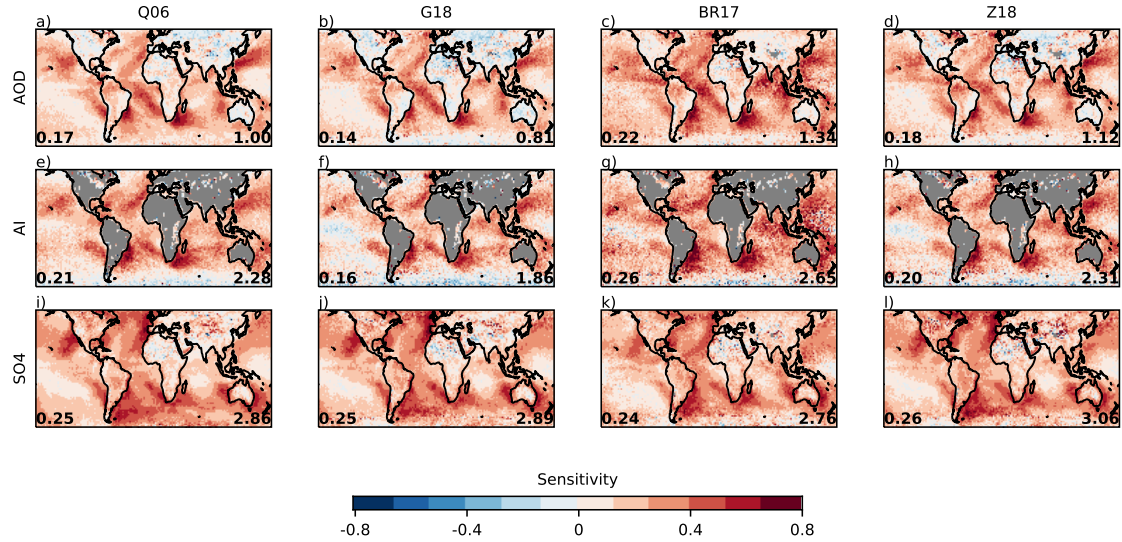 Q06 G18 BR17 Z18
a) b) c) d)
AOD
0.17 1.00 0.14 0.81 0.22 1.34 0.18 1.12
e) f) g) h)
AI
0.21 2.28 0.16 1.86 0.26 2.65 0.20 2.31
i) j) k) l)
SO4
0.25 2.86 0.25 2.89 0.24 2.76 0.26 3.06
Sensitivity
-0.8 -0.4 0 0.4 0.8